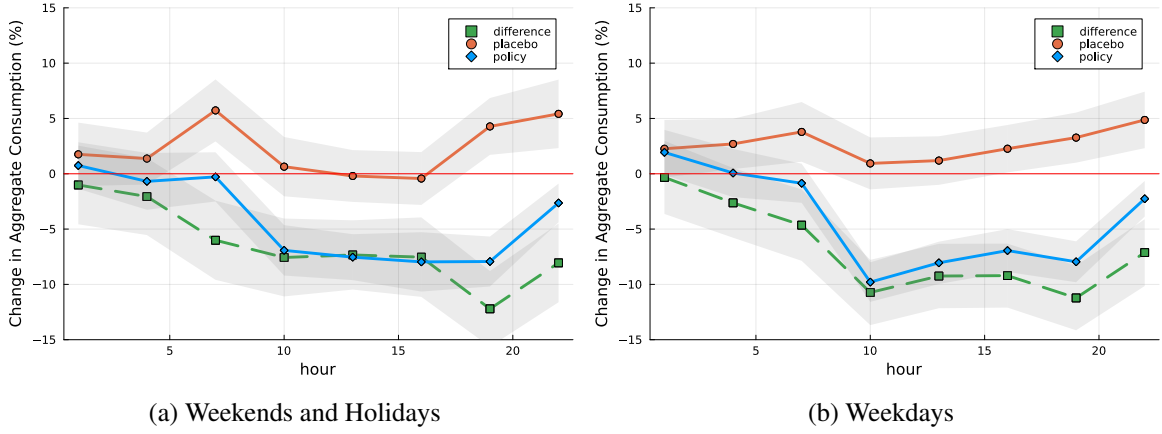 Change in Aggregate Consumption (%)
15
10
5
0
−5
−10
−15
difference
placebo
policy
5
10
15
20
hour
(a) Weekends and Holidays
Change in Aggregate Consumption (%)
15
10
5
0
−5
−10
−15
difference
placebo
policy
5
10
15
20
hour
(b) Weekdays